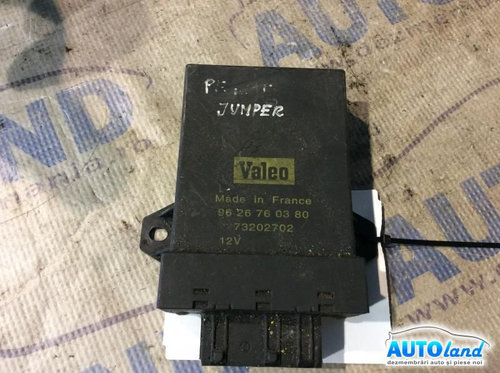 JUMPER
Valeo
Made in France
96 26 76 03 80
73202702
12V
AUTOland
dezmembrări auto și piese noi